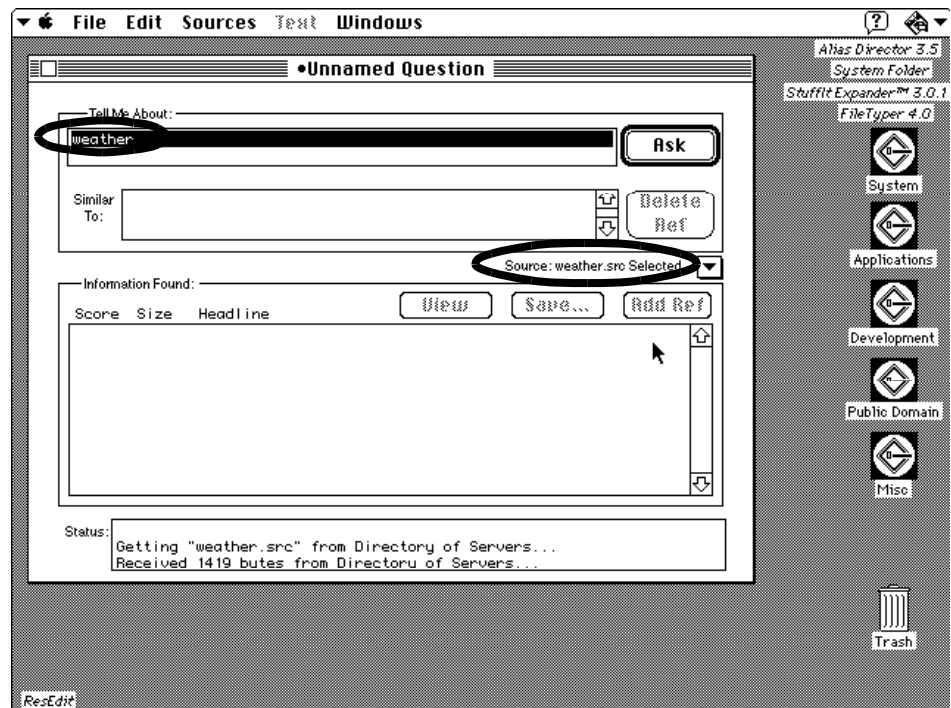 File Edit Sources Text Windows
Alias Director 3.5
System Folder
StuffIt Expander™ 3.0.1
FileTyper 4.0
•Unnamed Question
Tell Me About:
weather
Ask
Similar To:
Delete Ref
Source: weather.src Selected
Information Found:
View Save... Add Ref
Score Size Headline
Status:
Getting "weather.src" from Directory of Servers...
Received 1419 bytes from Directory of Servers...
System
Applications
Development
Public Domain
Misc
Trash
ResEdit